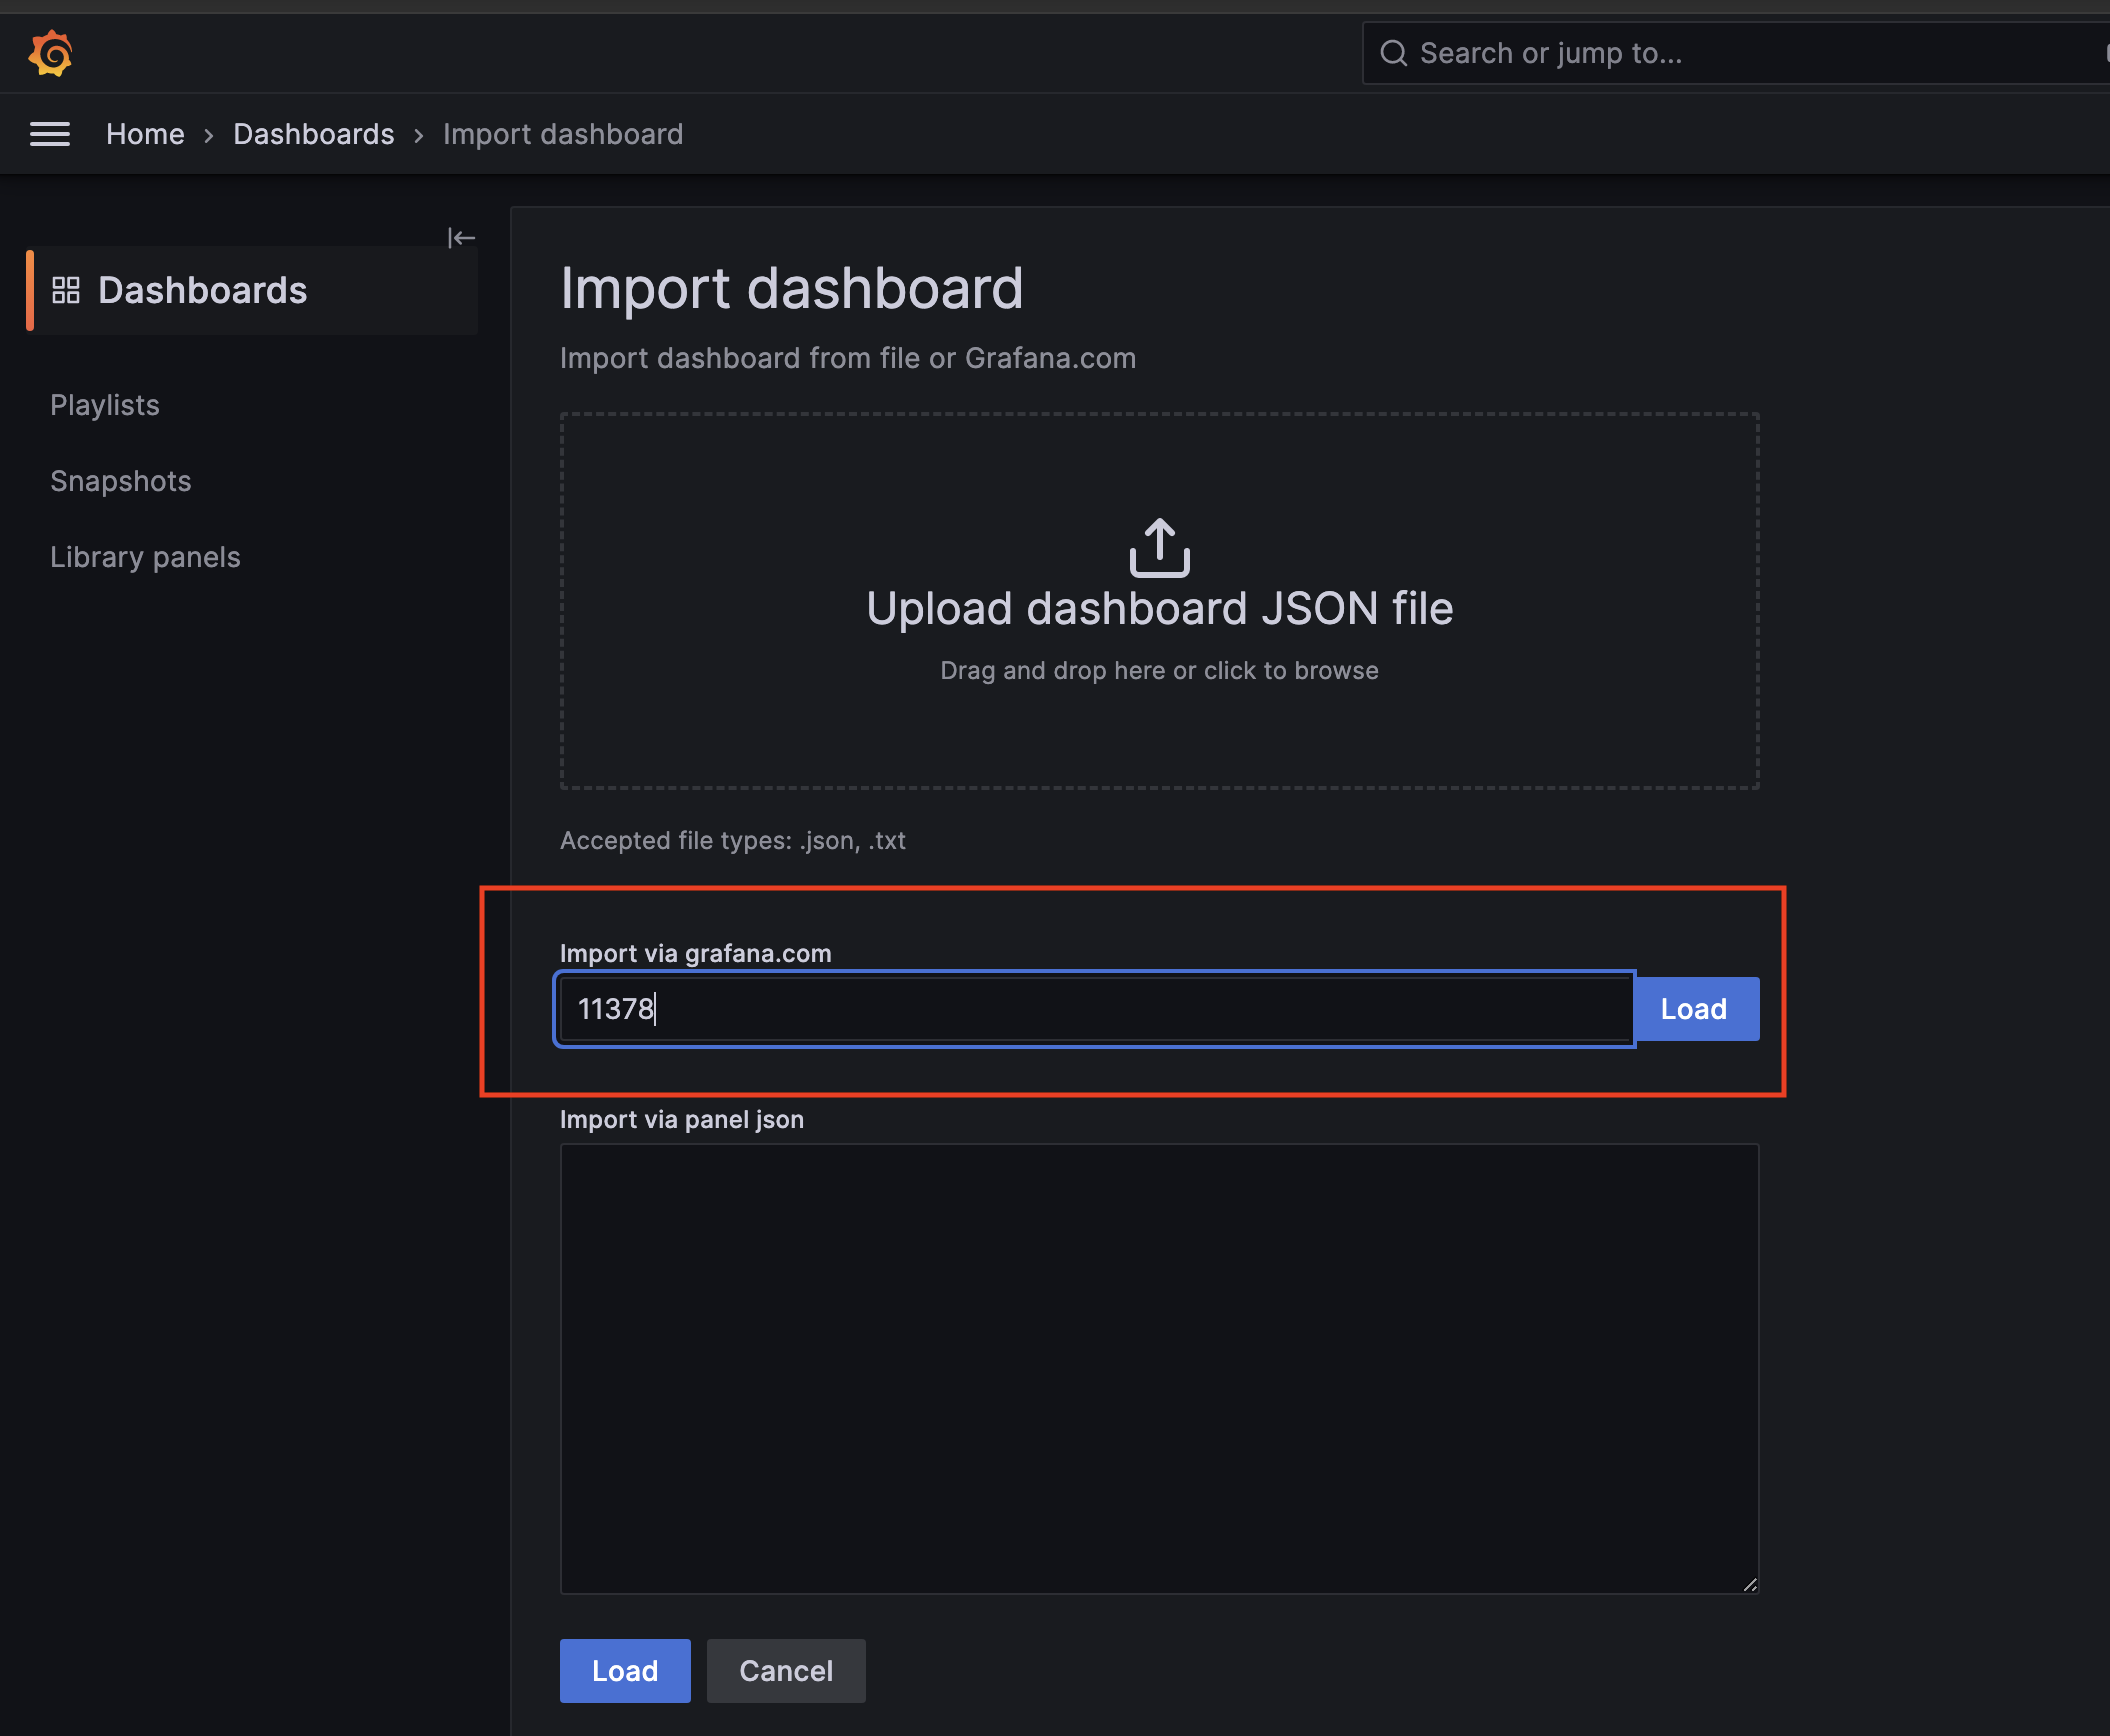 Search or jump to...
Home › Dashboards › Import dashboard
Dashboards
Playlists
Snapshots
Library panels
Import dashboard
Import dashboard from file or Grafana.com
Upload dashboard JSON file
Drag and drop here or click to browse
Accepted file types: .json, .txt
Import via grafana.com
11378
Load
Import via panel json
Load
Cancel